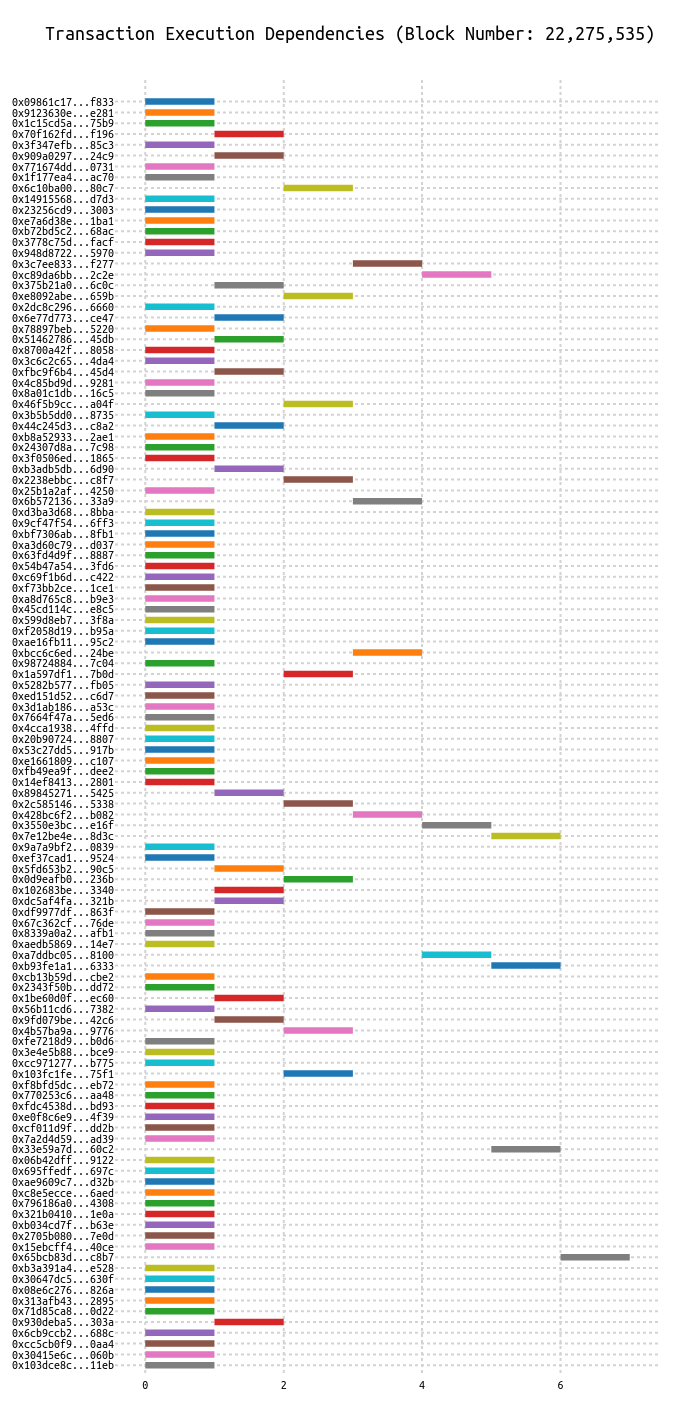 Transaction Execution Dependencies (Block Number: 22,275,535)
0x09861c17...f833
0x9123630e...e281
0x1c15cd5a...75b9
0x70f162fd...f196
0x3f347efb...85c3
0x909a0297...24c9
0x771674dd...0731
0x1f177ea4...ac70
0x6c10ba00...80c7
0x14915568...d7d3
0x23256cd9...3003
0xe7a6d38e...1ba1
0xb72bd5c2...68ac
0x3778c75d...facf
0x948d8722...5970
0x3c7ee833...f277
0xc89da6bb...2c2e
0x375b21a0...6c0c
0xe8092abe...659b
0x2dc8c296...6660
0x6e77d773...ce47
0x78897beb...5220
0x51462786...45db
0x8700a42f...8058
0x3c6c2c65...4da4
0xfbc9f6b4...45d4
0x4c85bd9d...9281
0x8a01c1db...16c5
0x46f5b9cc...a04f
0x3b5b5dd0...8735
0x44c245d3...c8a2
0xb8a52933...2ae1
0x24307d8a...7c98
0x3f0506ed...1865
0xb3adb5db...6d90
0x2238ebbc...c8f7
0x25b1a2af...4250
0x6b572136...33a9
0xd3ba3d68...8bba
0x9cf47f54...6ff3
0xbf7306ab...8fb1
0xa3d60c79...d037
0x63fd4d9f...8887
0x54b47a54...3fd6
0xc69f1b6d...c422
0xf73bb2ce...1ce1
0xa8d765c8...b9e3
0x45cd114c...e8c5
0x599d8eb7...3f8a
0xf2058d19...b95a
0xae16fb11...95c2
0xbcc6c6ed...24be
0x98724884...7c04
0x1a597df1...7b0d
0x5282b577...fb05
0xed151d52...c6d7
0x3d1ab186...a53c
0x7664f47a...5ed6
0x4cca1938...4ffd
0x20b90724...8807
0x53c27dd5...917b
0xe1661809...c107
0xfb49ea9f...dee2
0x14ef8413...2801
0x89845271...5425
0x2c585146...5338
0x428bc6f2...b082
0x3550e3bc...e16f
0x7e12be4e...8d3c
0x9a7a9bf2...0839
0xef37cad1...9524
0x5fd653b2...90c5
0x0d9eafb0...236b
0x102683be...3340
0xdc5af4fa...321b
0xdf9977df...863f
0x67c362cf...76de
0x8339a0a2...afb1
0xaedb5869...14e7
0xa7ddbc05...8100
0xb93fe1a1...6333
0xcb13b59d...cbe2
0x2343f50b...dd72
0x1be60d0f...ec60
0x56b11cd6...7382
0x9fd079be...42c6
0x4b57ba9a...9776
0xfe7218d9...b0d6
0x3e4e5b88...bce9
0xcc971277...b775
0x103fc1fe...75f1
0xf8bfd5dc...eb72
0x770253c6...aa48
0xfdc4538d...bd93
0xe0f8c6e9...4f39
0xcf011d9f...dd2b
0x7a2d4d59...ad39
0x33e59a7d...60c2
0x06b42dff...9122
0x695ffedf...697c
0xae9609c7...d32b
0xc8e5ecce...6aed
0x796186a0...4308
0x321b0410...1e0a
0xb034cd7f...b63e
0x2705b080...7e0d
0x15ebcff4...40ce
0x65bcb83d...c8b7
0xb3a391a4...e528
0x30647dc5...630f
0x08e6c276...826a
0x313afb43...2895
0x71d85ca8...0d22
0x930deba5...303a
0x6cb9ccb2...688c
0xcc5cb0f9...0aa4
0x30415e6c...060b
0x103dce8c...11eb
0 2 4 6